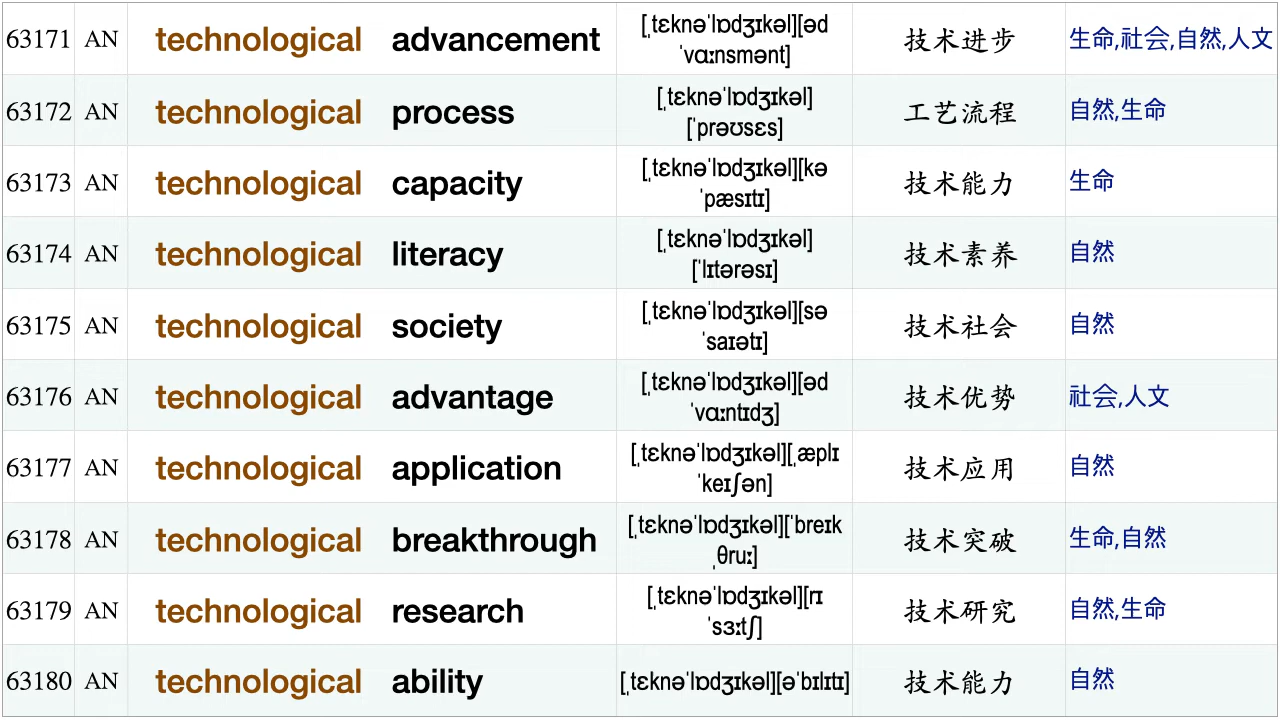 63171 AN technological advancement [ˌtɛknəˈlɒdʒɪkəl][əd 技术进步 生命,社会,自然,人文
ˈvɑːnsmənt]
63172 AN technological process [ˌtɛknəˈlɒdʒɪkəl] 工艺流程 自然,生命
[ˈprəʊsɛs]
63173 AN technological capacity [ˌtɛknəˈlɒdʒɪkəl][kə 技术能力 生命
ˈpæsɪtɪ]
63174 AN technological literacy [ˌtɛknəˈlɒdʒɪkəl] 技术素养 自然
[ˈlɪtərəsɪ]
63175 AN technological society [ˌtɛknəˈlɒdʒɪkəl][sə 技术社会 自然
ˈsaɪətɪ]
63176 AN technological advantage [ˌtɛknəˈlɒdʒɪkəl][əd 技术优势 社会,人文
ˈvɑːntɪdʒ]
63177 AN technological application [ˌtɛknəˈlɒdʒɪkəl][ˌæplɪ 技术应用 自然
ˈkeɪʃən]
63178 AN technological breakthrough [ˌtɛknəˈlɒdʒɪkəl][ˈbreɪk 技术突破 生命,自然
ˌθruː]
63179 AN technological research [ˌtɛknəˈlɒdʒɪkəl][rɪ 技术研究 自然,生命
ˈsɜːtʃ]
63180 AN technological ability [ˌtɛknəˈlɒdʒɪkəl][əˈbɪlɪtɪ] 技术能力 自然